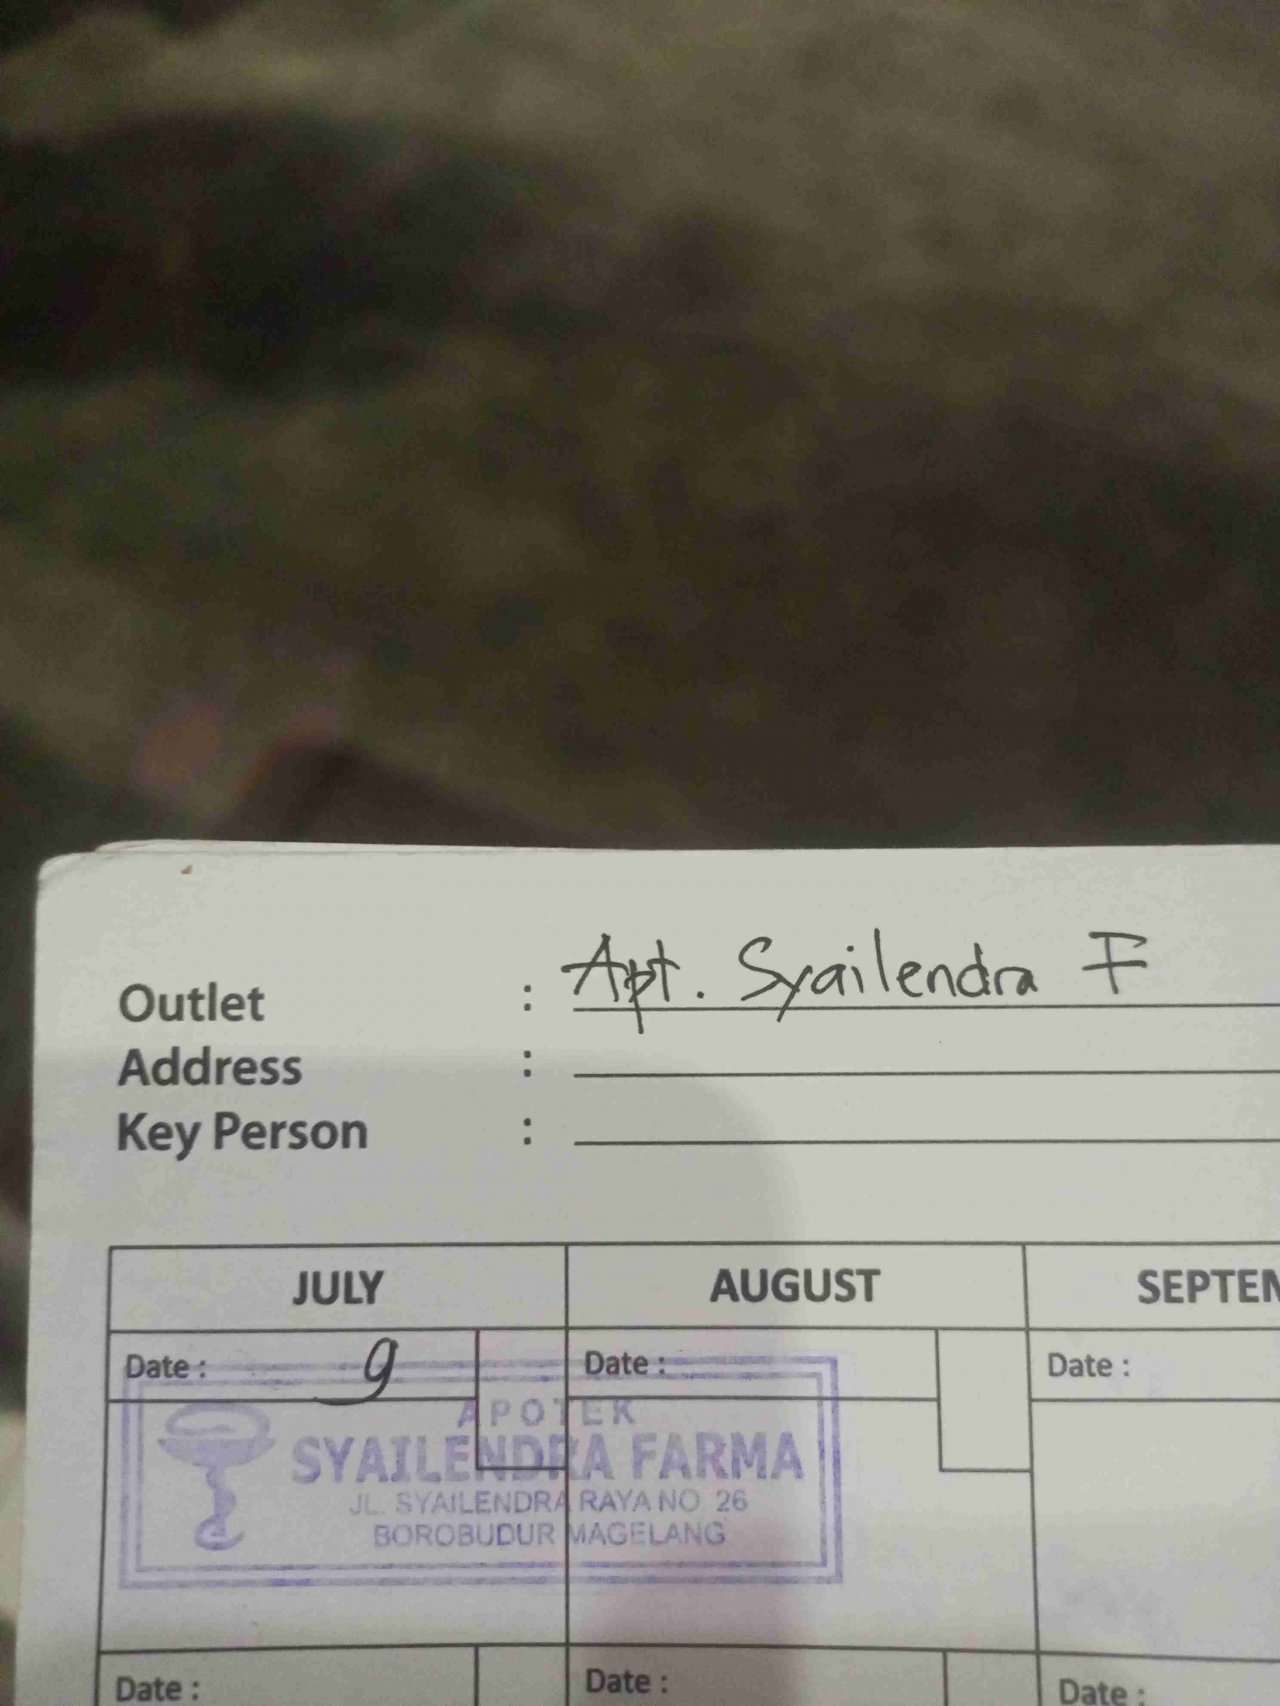 Outlet : Apt. Syailendra F
Address :
Key Person :
JULY AUGUST
Date : 9 Date : Date :
APOTEK
SYAILENDRA FARMA
JL. SYAILENDRA RAYA NO 26
BOROBUDUR MAGELANG
Date : Date : Date :